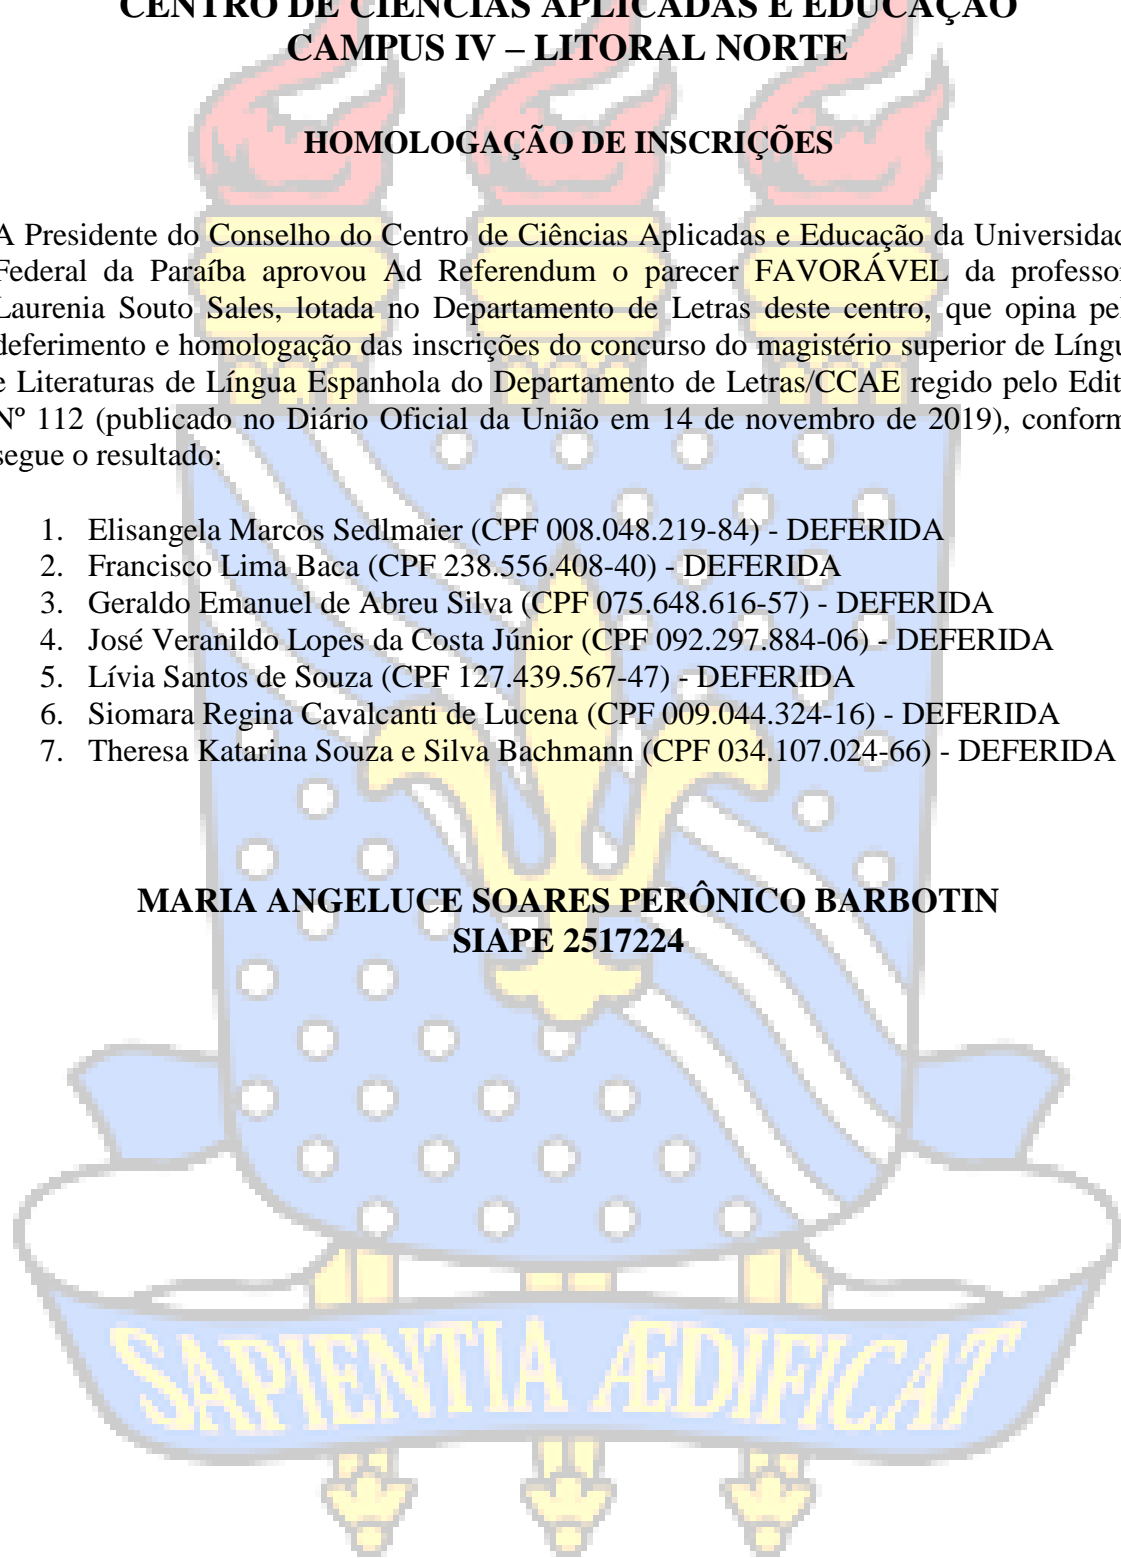 CENTRO DE CIÊNCIAS APLICADAS E EDUCAÇÃO
CAMPUS IV – LITORAL NORTE
HOMOLOGAÇÃO DE INSCRIÇÕES
A Presidente do Conselho do Centro de Ciências Aplicadas e Educação da Universidad
Federal da Paraíba aprovou Ad Referendum o parecer FAVORÁVEL da professor
Laurenia Souto Sales, lotada no Departamento de Letras deste centro, que opina pel
deferimento e homologação das inscrições do concurso do magistério superior de Língu
e Literaturas de Língua Espanhola do Departamento de Letras/CCAE regido pelo Edit
Nº 112 (publicado no Diário Oficial da União em 14 de novembro de 2019), conform
segue o resultado:
1. Elisangela Marcos Sedlmaier (CPF 008.048.219-84) - DEFERIDA
2. Francisco Lima Baca (CPF 238.556.408-40) - DEFERIDA
3. Geraldo Emanuel de Abreu Silva (CPF 075.648.616-57) - DEFERIDA
4. José Veranildo Lopes da Costa Júnior (CPF 092.297.884-06) - DEFERIDA
5. Lívia Santos de Souza (CPF 127.439.567-47) - DEFERIDA
6. Siomara Regina Cavalcanti de Lucena (CPF 009.044.324-16) - DEFERIDA
7. Theresa Katarina Souza e Silva Bachmann (CPF 034.107.024-66) - DEFERIDA
MARIA ANGELUCE SOARES PERÔNICO BARBOTIN
SIAPE 2517224
SAPIENTIA ÆDIFICAT